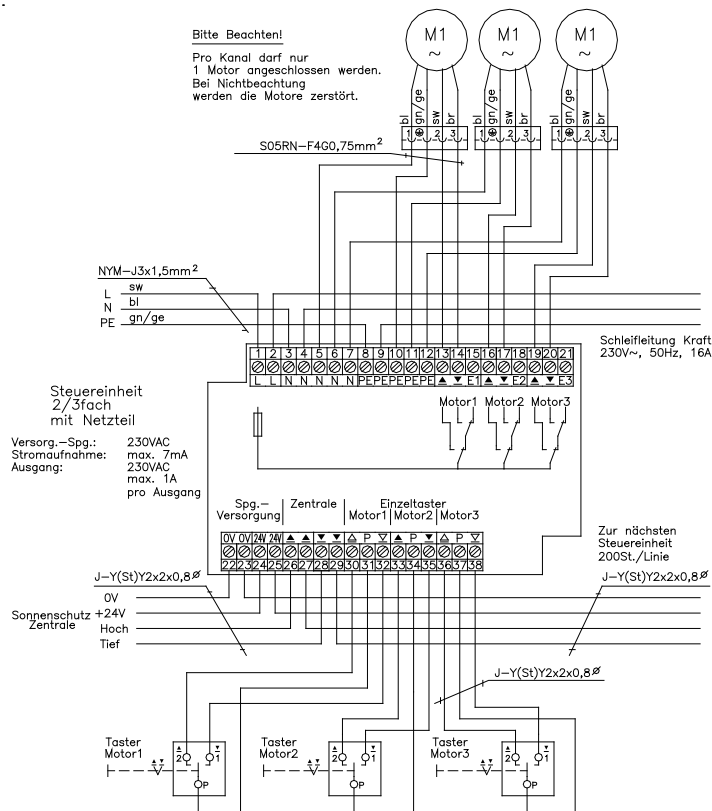 Bitte Beachten!
Pro Kanal darf nur
1 Motor angeschlossen werden.
Bei Nichtbeachtung
werden die Motore zerstört.
M1 M1 M1
~ ~ ~
bl gn/ge sw br bl gn/ge sw br bl gn/ge sw br
1 2 3 1 2 3 1 2 3
S05RN-F4G0,75mm²
NYM-J3x1,5mm²
L sw
N bl
PE gn/ge
1 2 3 4 5 6 7 8 9 10 11 12 13 14 15 16 17 18 19 20 21
L L N N N N N PE PE PE PE PE ▲ ▼ E1 ▲ ▼ E2 ▲ ▼ E3
Schleifleitung Kraft
230V~, 50Hz, 16A
Steuereinheit
2/3fach
mit Netzteil
Versorg.-Spg.: 230VAC
Stromaufnahme: max. 7mA
Ausgang: 230VAC
max. 1A
pro Ausgang
Motor1 Motor2 Motor3
Spg.- Versorgung
Zentrale
Einzeltaster
Motor1 Motor2 Motor3
0V 0V 24V 24V ▲ ▲ ▼ ▼ △ P ▽ ▲ P ▼ △ P ▽
22 23 24 25 26 27 28 29 30 31 32 33 34 35 36 37 38
Zur nächsten
Steuereinheit
200St./Linie
J-Y(St)Y2x2x0,8Ø
J-Y(St)Y2x2x0,8Ø
Sonnenschutz
Zentrale
0V
+24V
Hoch
Tief
J-Y(St)Y2x2x0,8Ø
Taster
Motor1
2 1
P
Taster
Motor2
2 1
P
Taster
Motor3
2 1
P